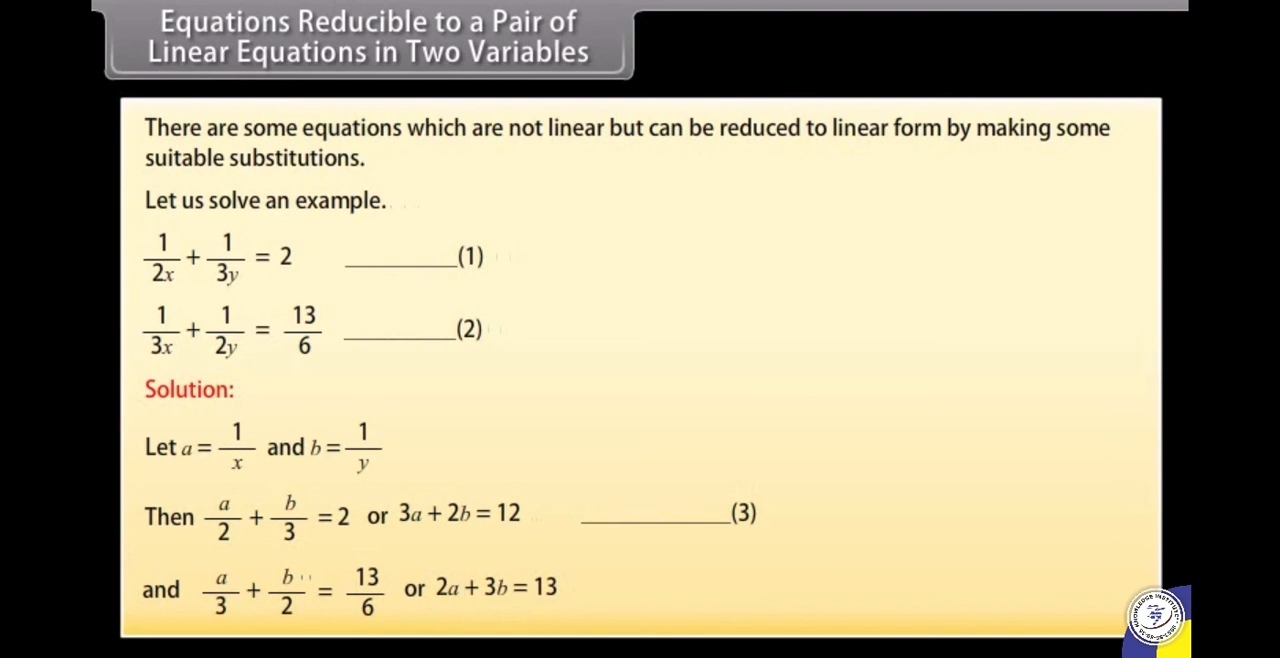 Equations Reducible to a Pair of
Linear Equations in Two Variables
There are some equations which are not linear but can be reduced to linear form by making some
suitable substitutions.
Let us solve an example.
1/2x + 1/3y = 2 __________(1)
1/3x + 1/2y = 13/6 __________(2)
Solution:
Let a = 1/x and b = 1/y
Then a/2 + b/3 = 2 or 3a + 2b = 12 _____________(3)
and a/3 + b/2 = 13/6 or 2a + 3b = 13